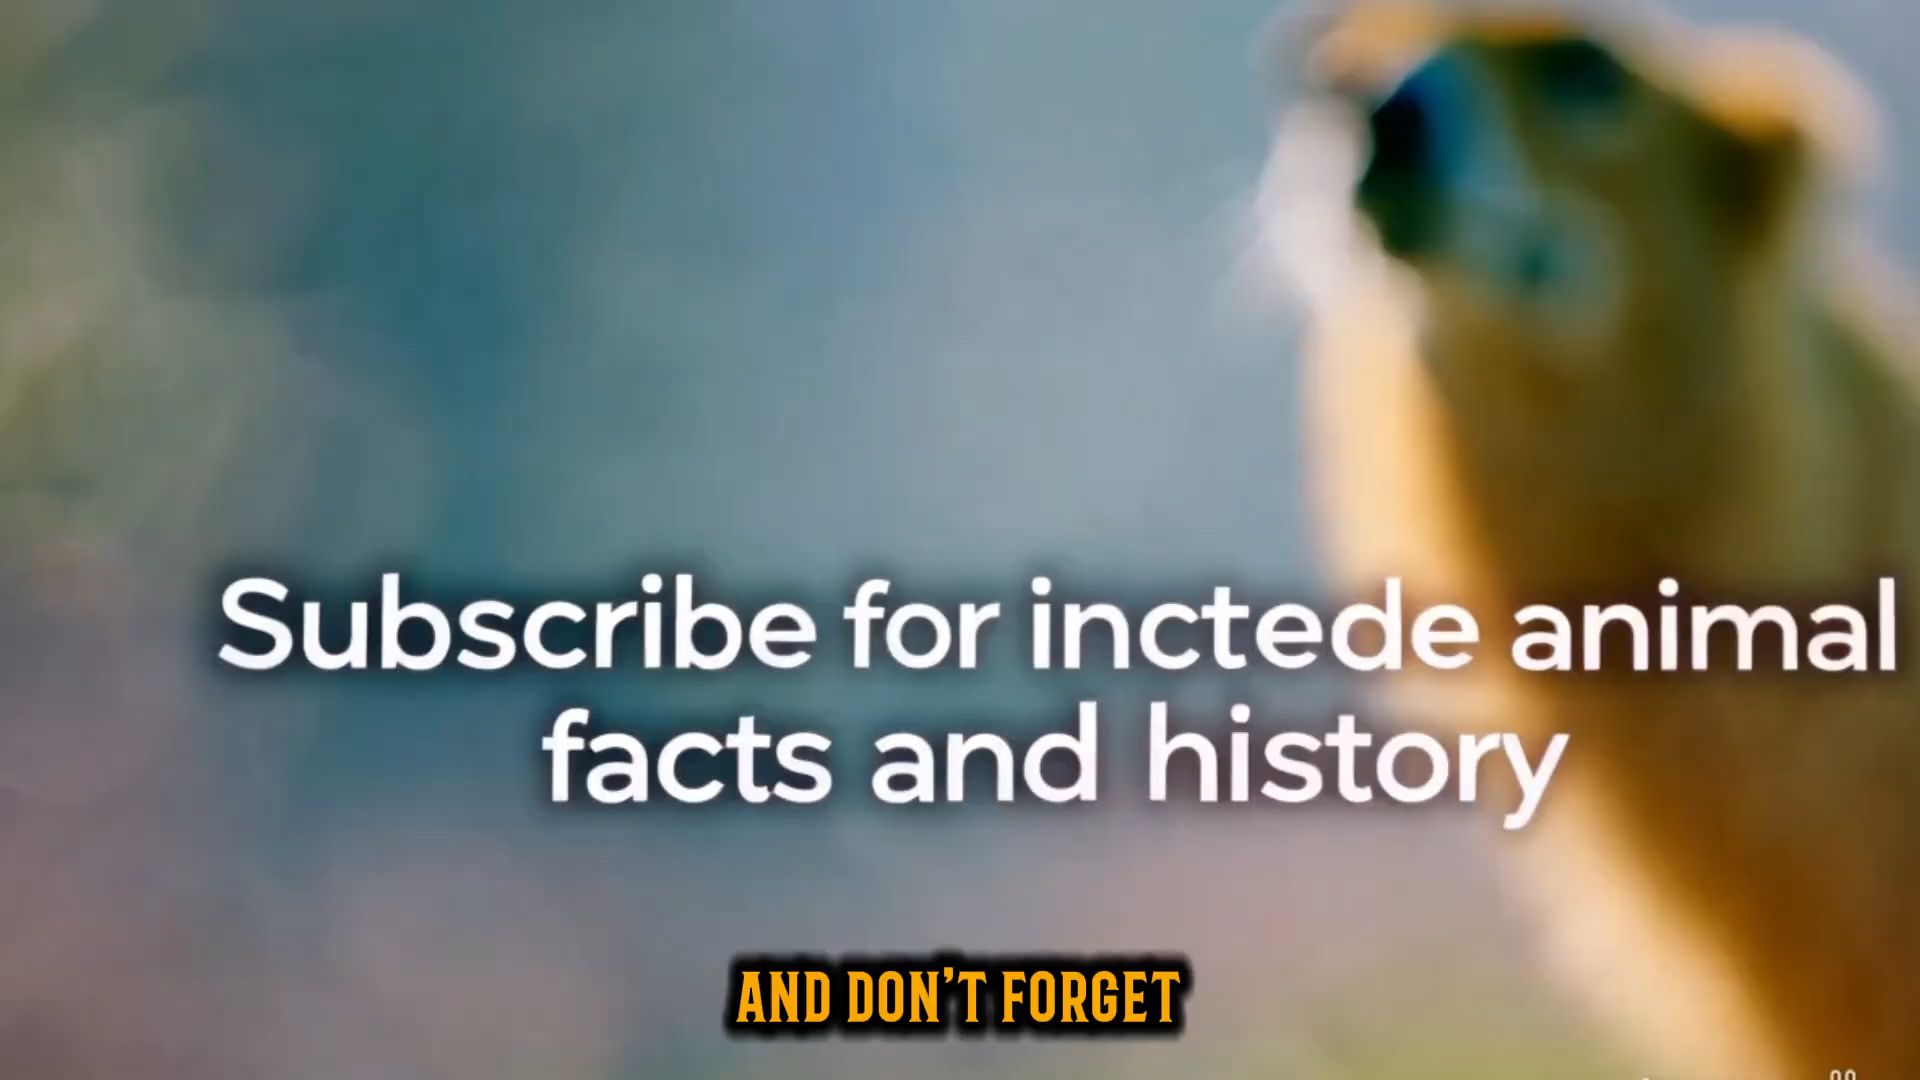 Subscribe for inctede animal
facts and history
AND DON'T FORGET